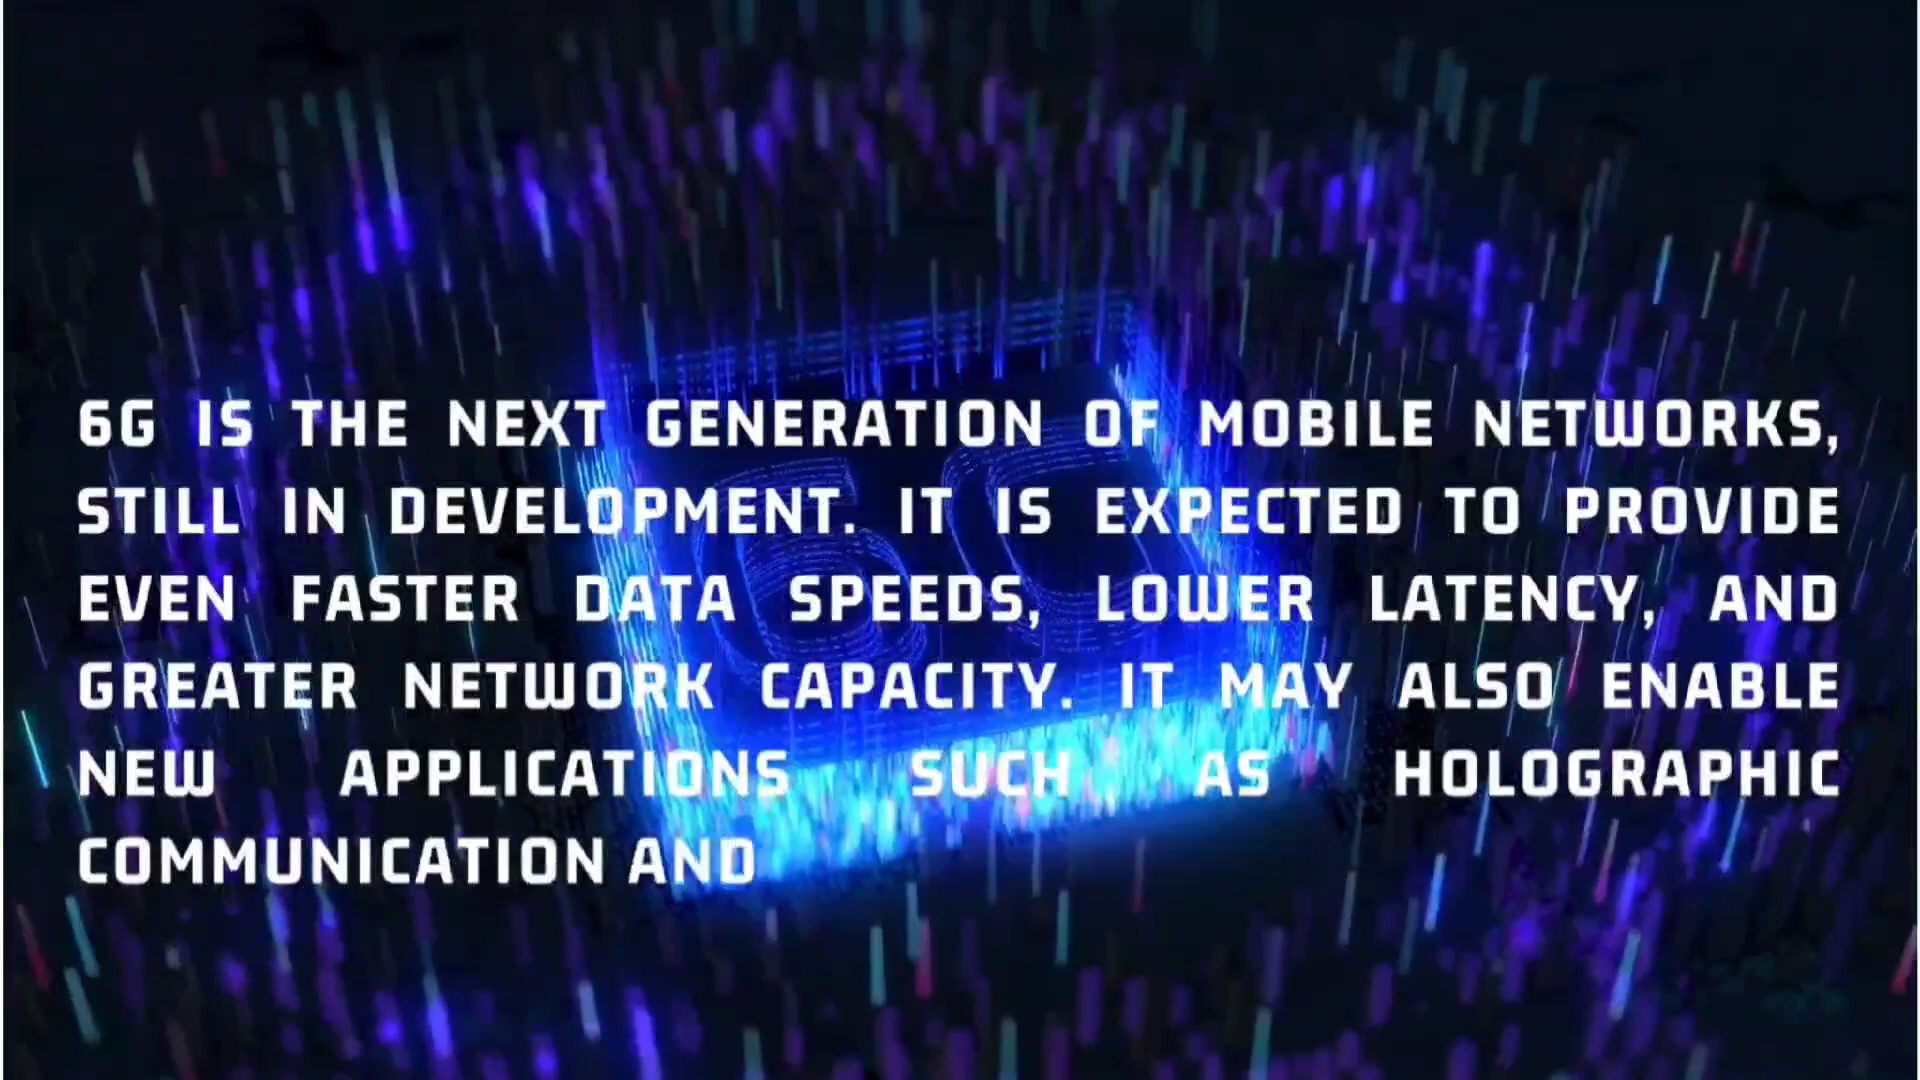 6G IS THE NEXT GENERATION OF MOBILE NETWORKS,
STILL IN DEVELOPMENT. IT IS EXPECTED TO PROVIDE
EVEN FASTER DATA SPEEDS, LOWER LATENCY, AND
GREATER NETWORK CAPACITY. IT MAY ALSO ENABLE
NEW APPLICATIONS SUCH AS HOLOGRAPHIC
COMMUNICATION AND
6G